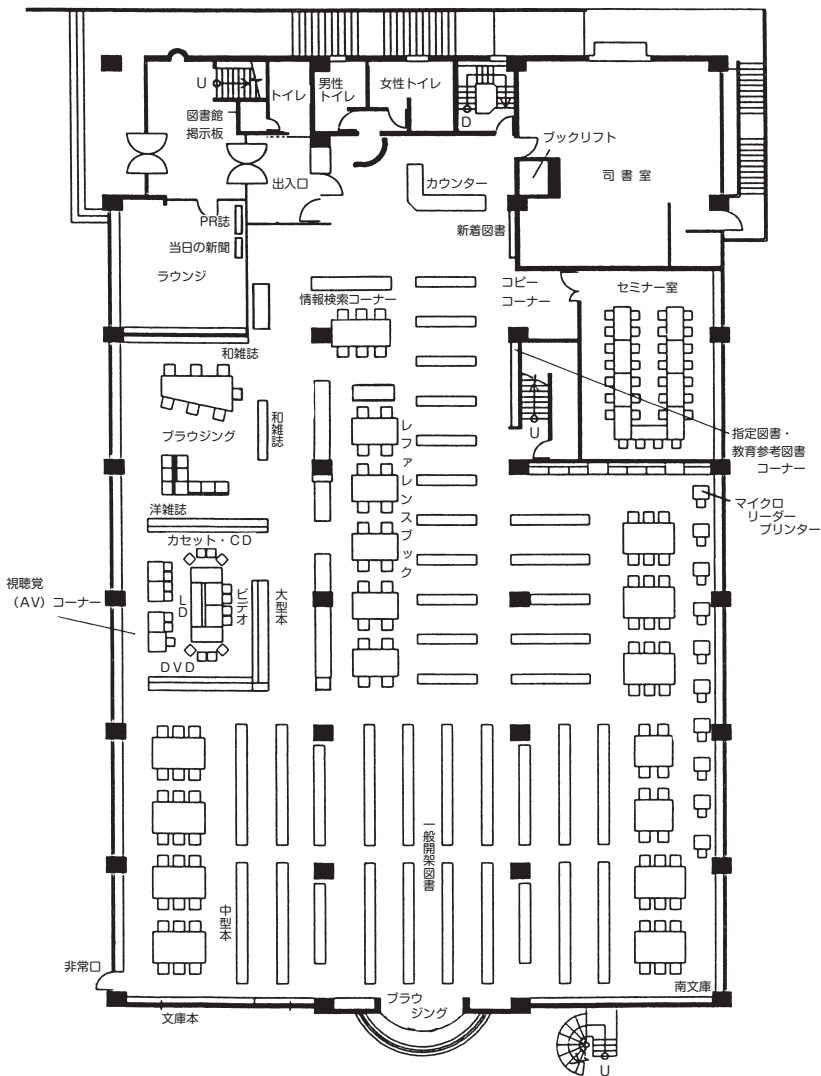 U
トイレ
男性
トイレ
女性トイレ
D
図書館
掲示板
ブックリフト
出入口
カウンター
司書室
PR誌
新着図書
当日の新聞
ラウンジ
情報検索コーナー
コピー
コーナー
セミナー室
和雑誌
和雑誌
ブラウジング
レファレンスブック
U
指定図書・
教育参考図書
コーナー
マイクロ
リーダー
プリンター
洋雑誌
カセット・CD
視聴覚
(AV)コーナー
LD
ビデオ
大型本
DVD
一般開架図書
中型本
非常口
文庫本
ブラウ
ジング
南文庫
U